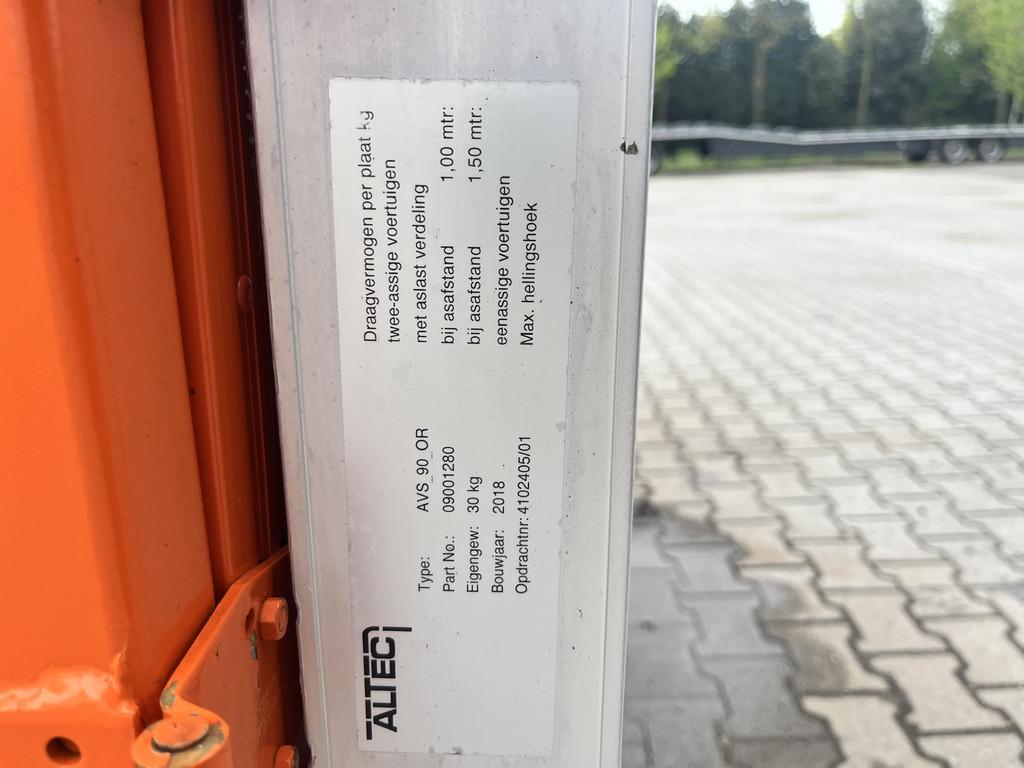 ALTEC
Type: AVS_90_OR
Part No.: 09001280
Eigengew: 30 kg
Bouwjaar: 2018
Opdrachtnr: 4102405/01
Draagvermogen per plaat kg
twee-assige voertuigen
met aslast verdeling
bij asafstand 1,00 mtr:
bij asafstand 1,50 mtr:
eenassige voertuigen
Max. hellingshoek